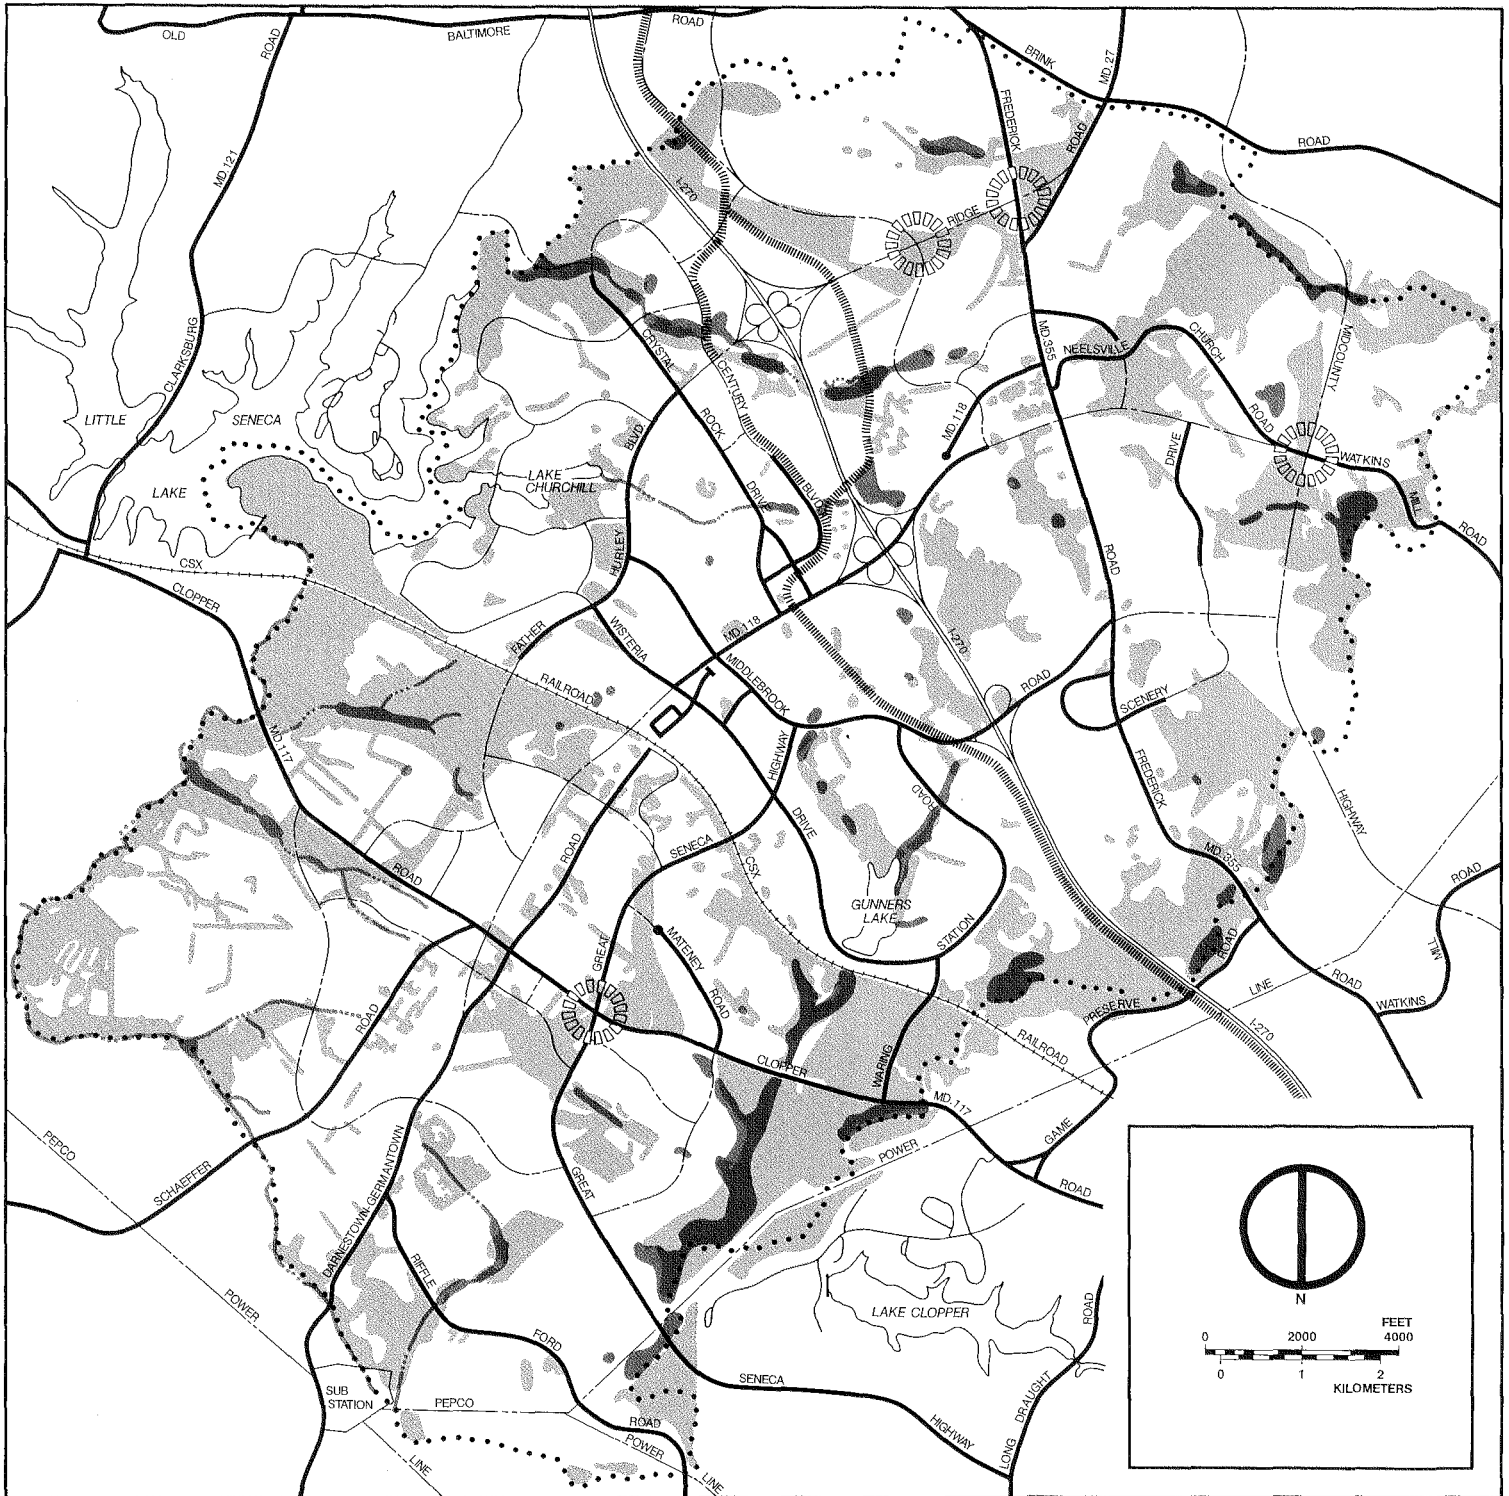 OLD
BALTIMORE
ROAD
ROAD
BRINK
MD.27
FREDERICK
ROAD
ROAD
MD.121
I-270
RIDGE
CLARKSBURG
CRYSTAL
CENTURY
MD.355
NEELSVILLE
CHURCH
MIDCOUNTY
LITTLE
SENECA
LAKE
ROCK
BLVD
MD.118
ROAD
DRIVE
WATKINS
MILL
ROAD
LAKE
CHURCHILL
DRIVE
BLVD
HURLEY
ROAD
CSX
CLOPPER
FATHER
WISTERIA
MD.118
MIDDLEBROOK
I-270
ROAD
SCENERY
RAILROAD
MD.117
HIGHWAY
FREDERICK
HIGHWAY
ROAD
DRIVE
ROAD
SENECA
CSX
MD.355
ROAD
ROAD
GUNNERS
LAKE
STATION
MATENEY
ROAD
GREAT
ROAD
ROAD
MILL
WATKINS
LINE
PRESERVE
I-270
RAILROAD
CLOPPER
WARING
MD.117
GAME
POWER
ROAD
PEPCO
SCHAEFFER
DARNESTOWN-GERMANTOWN
GREAT
RIFFLE
POWER
FORD
LAKE CLOPPER
ROAD
SUB
STATION
PEPCO
SENECA
HIGHWAY
DRAUGHT
LONG
ROAD
POWER
LINE
LINE
N
FEET
0 2000 4000
0 1 2
KILOMETERS